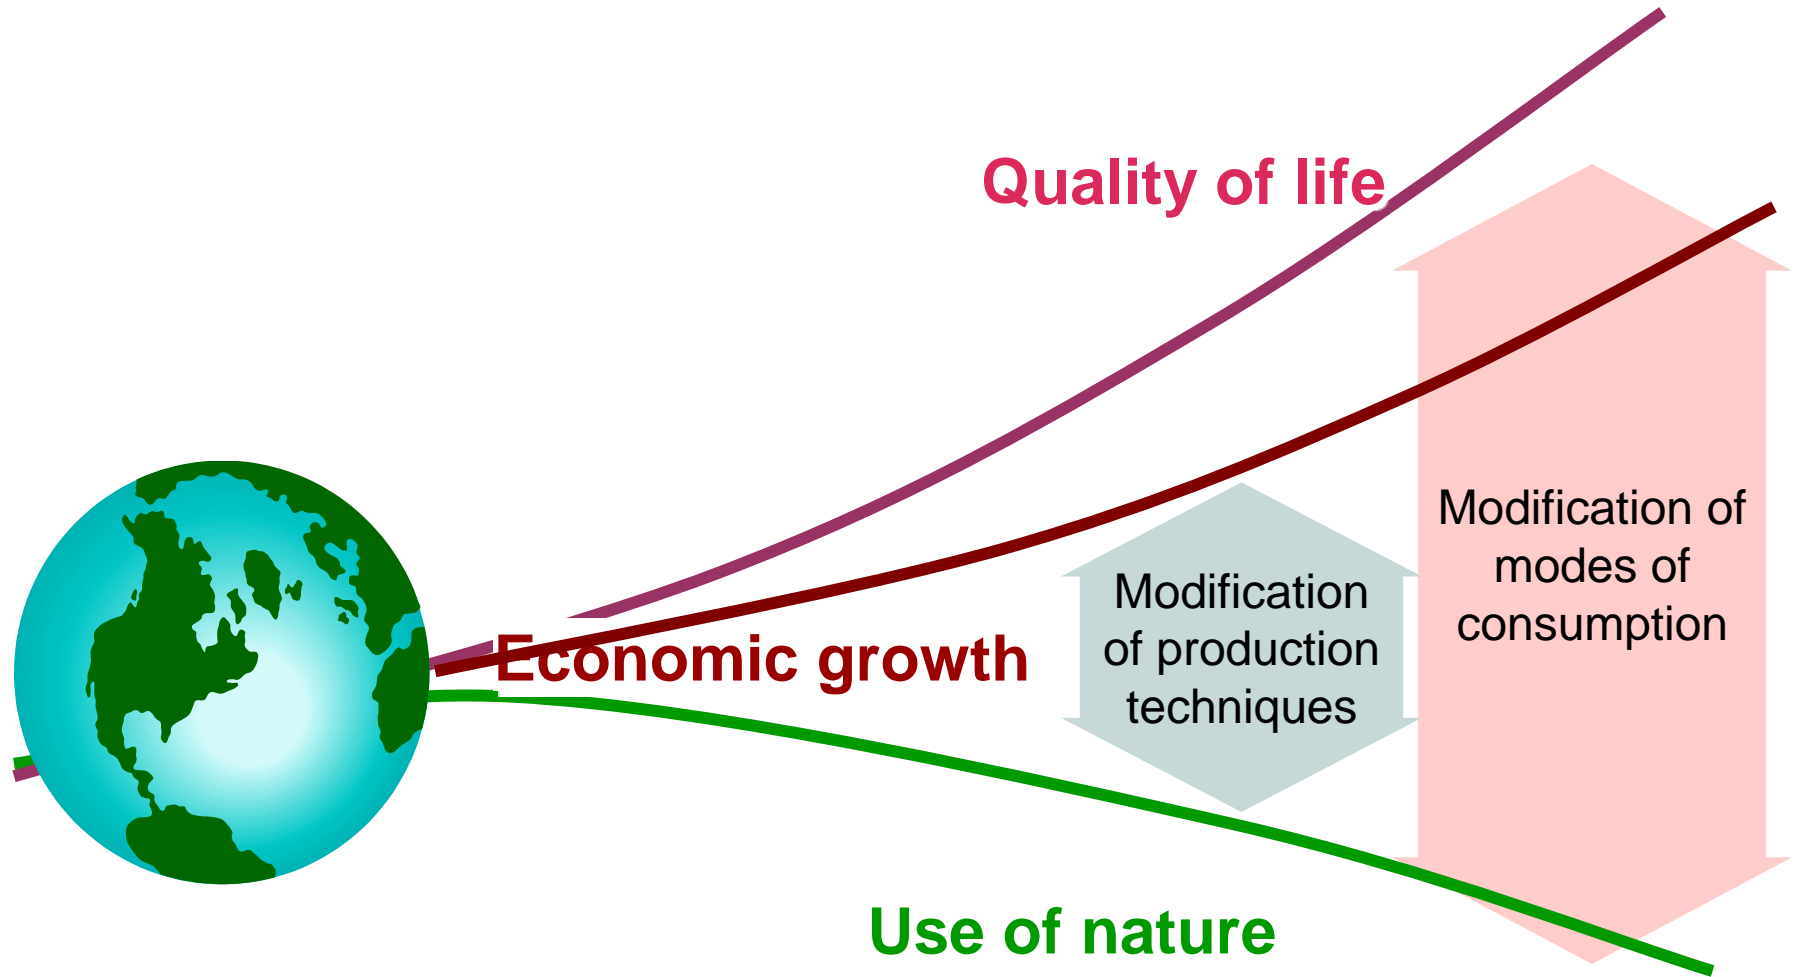 Quality of life
Economic growth
Modification
of production
techniques
Modification of
modes of
consumption
Use of nature